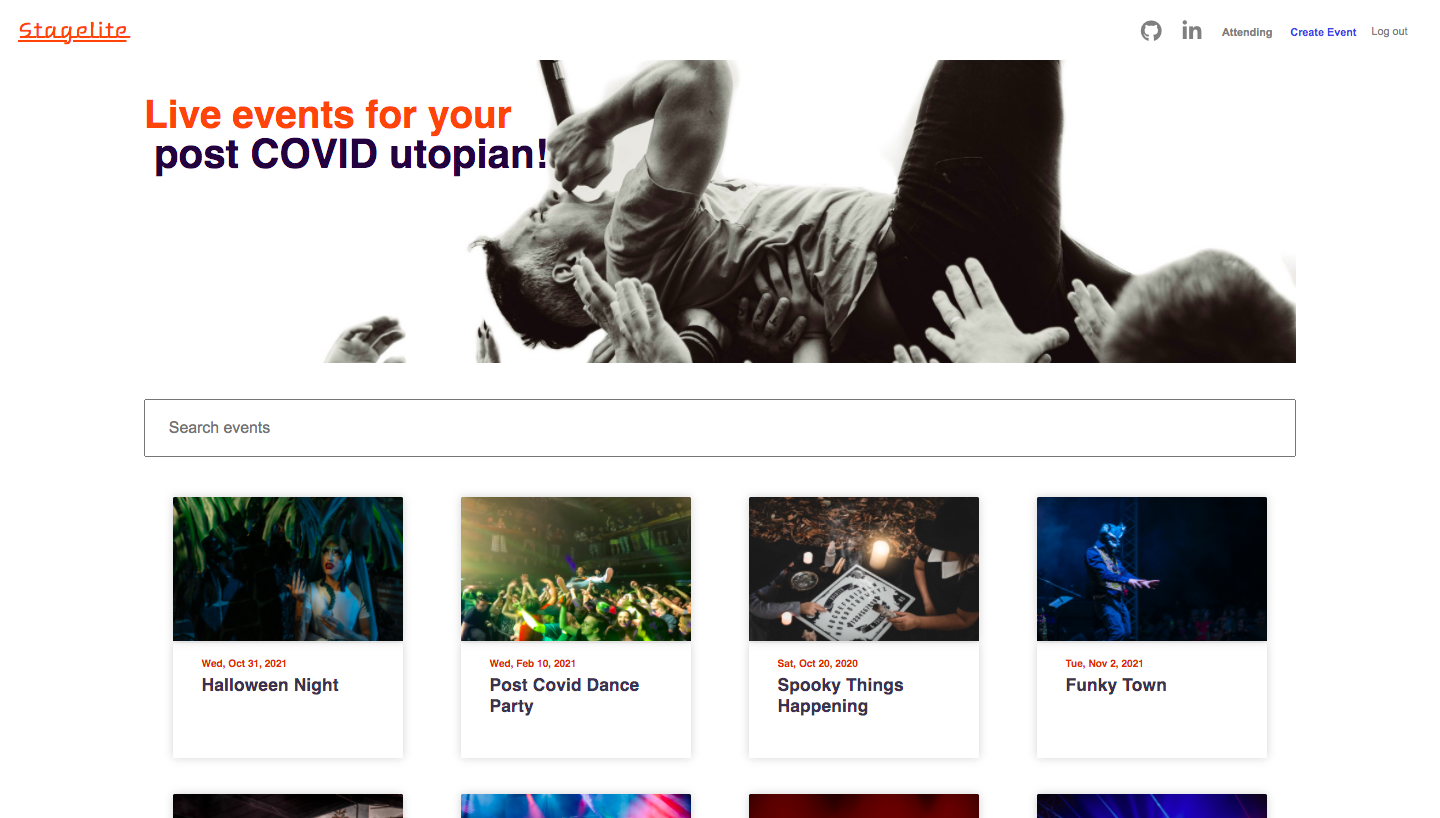 Stagelite
Attending
Create Event
Log out
Live events for your
post COVID utopian!
Search events
Wed, Oct 31, 2021
Halloween Night
Wed, Feb 10, 2021
Post Covid Dance
Party
Sat, Oct 20, 2020
Spooky Things
Happening
Tue, Nov 2, 2021
Funky Town